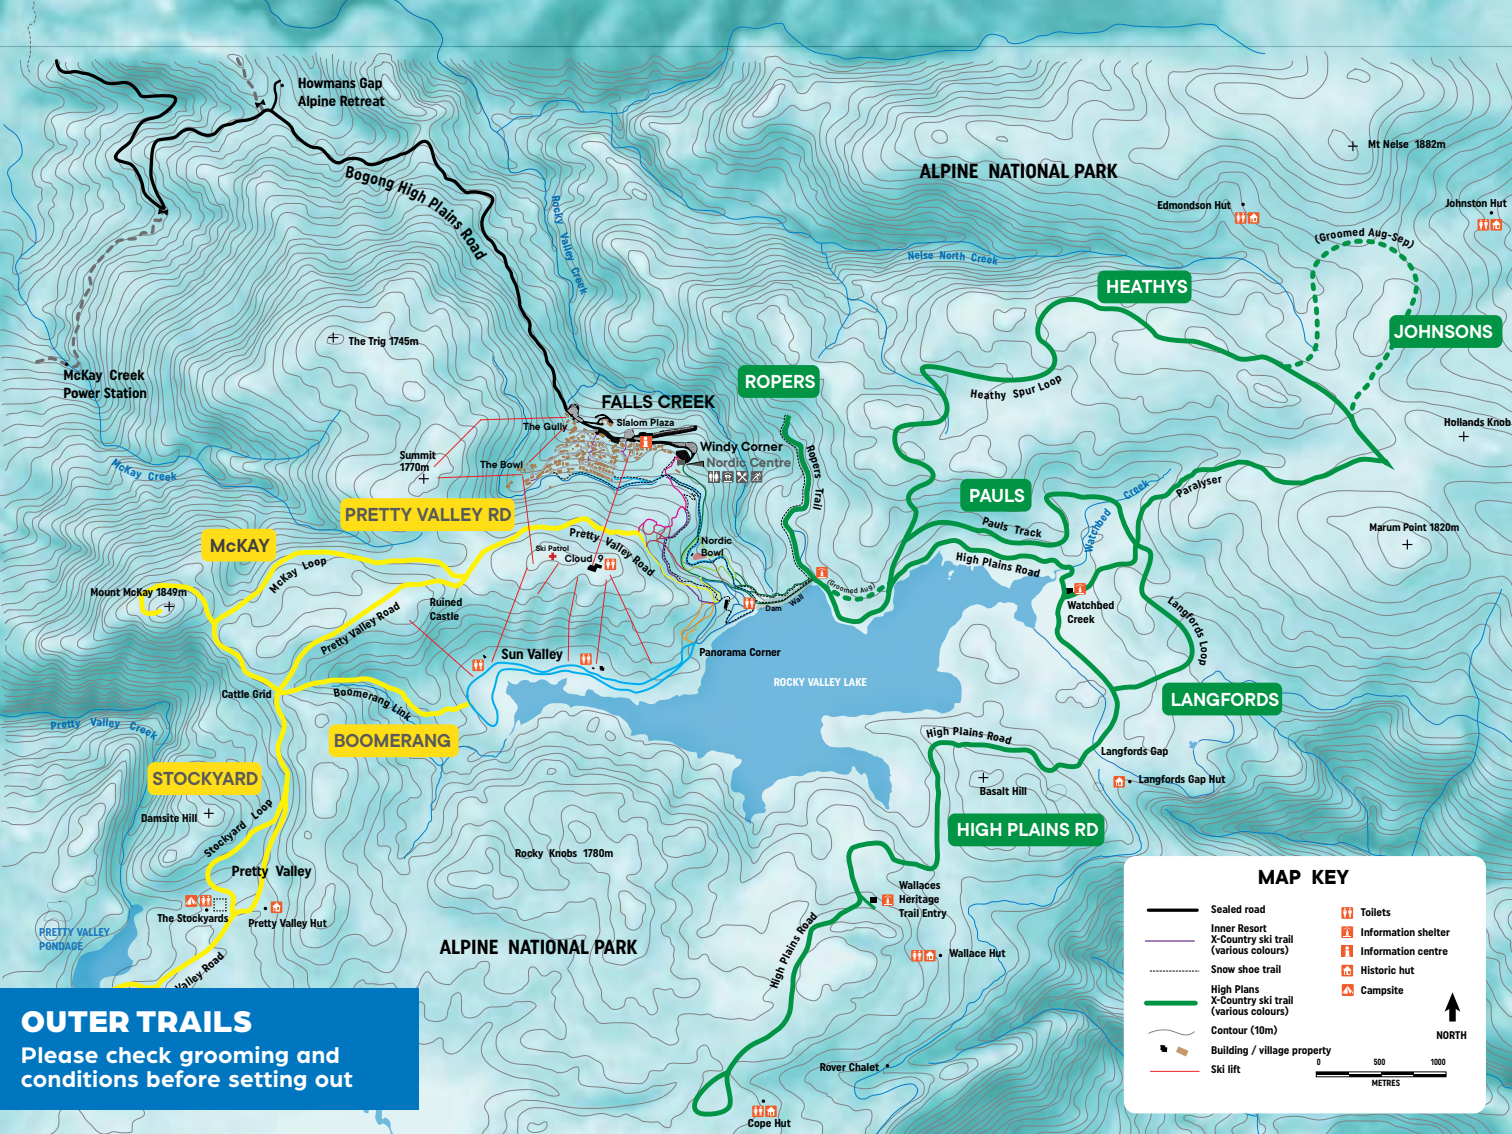 Howmans Gap
Alpine Retreat
Bogong High Plains Road
Rocky Valley Creek
ALPINE NATIONAL PARK
Mt Nelse 1882m
Edmondson Hut
Johnston Hut
(Groomed Aug-Sep)
Nelse North Creek
HEATHYS
JOHNSONS
The Trig 1745m
McKay Creek
Power Station
ROPERS
Heathy Spur Loop
FALLS CREEK
The Gully
Slalom Plaza
Hollands Knob
Windy Corner
Nordic Centre
Summit
1770m
The Bowl
McKay Creek
Ropers Trail
Paralyser
Creek
Watchbed
PAULS
Pauls Track
PRETTY VALLEY RD
Marum Point 1820m
McKAY
Pretty Valley Road
Ski Patrol
Cloud 9
Nordic
Bowl
High Plains Road
McKay Loop
Mount McKay 1849m
(Groomed Aug)
Dam Wall
Ruined
Castle
Watchbed
Creek
Langfords Loop
Pretty Valley Road
Sun Valley
Panorama Corner
ROCKY VALLEY LAKE
Cattle Grid
Boomerang Link
LANGFORDS
Pretty Valley Creek
BOOMERANG
High Plains Road
Langfords Gap
STOCKYARD
Basalt Hill
Langfords Gap Hut
Damsite Hill
Stockyard Loop
HIGH PLAINS RD
Rocky Knobs 1780m
Pretty Valley
Wallaces
Heritage
Trail Entry
The Stockyards
Pretty Valley Hut
PRETTY VALLEY
PONDAGE
ALPINE NATIONAL PARK
High Plains Road
Wallace Hut
Valley Road
Rover Chalet
Cope Hut
OUTER TRAILS
Please check grooming and
conditions before setting out
MAP KEY
Sealed road
Inner Resort
X-Country ski trail
(various colours)
Snow shoe trail
High Plans
X-Country ski trail
(various colours)
Contour (10m)
Building / village property
Ski lift
Toilets
Information shelter
Information centre
Historic hut
Campsite
NORTH
0 500 1000
METRES